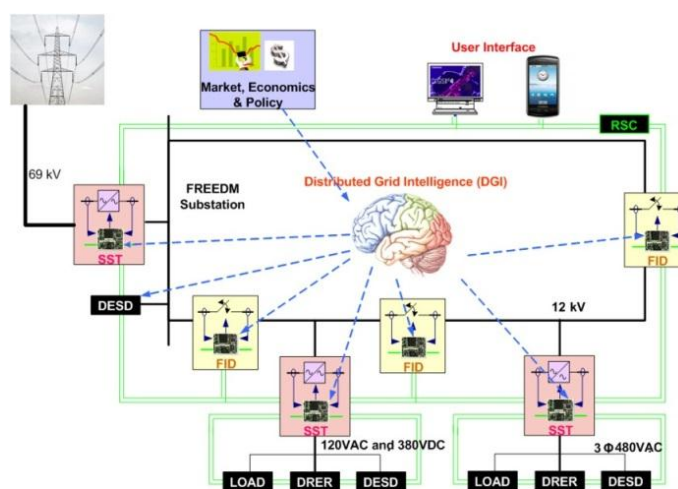 User Interface
Market, Economics
& Policy
RSC
69 kV
FREEDM
Substation
Distributed Grid Intelligence (DGI)
SST
FID
DESD
12 kV
FID
FID
SST
SST
120VAC and 380VDC
3 Φ 480VAC
LOAD
DRER
DESD
LOAD
DRER
DESD